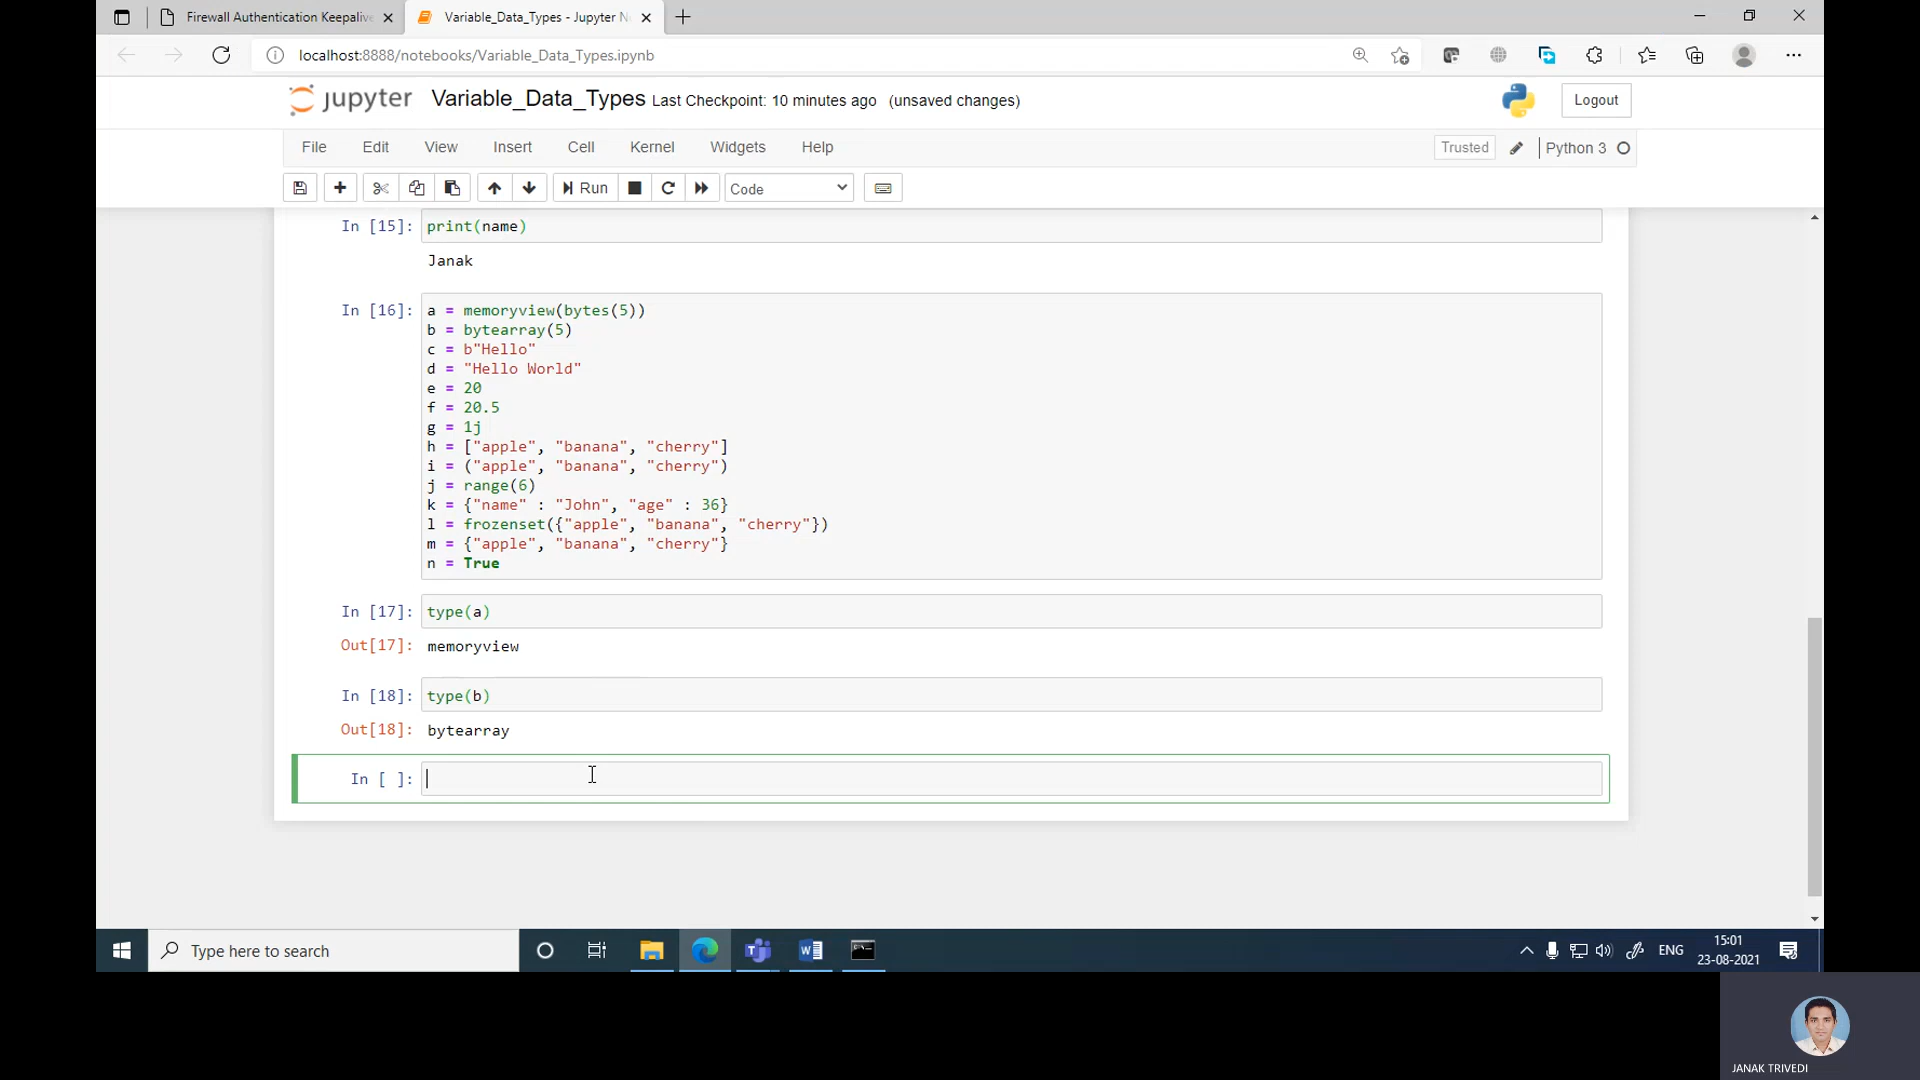 Firewall Authentication Keepalive
Variable_Data_Types - Jupyter N
localhost:8888/notebooks/Variable_Data_Types.ipynb
jupyter Variable_Data_Types Last Checkpoint: 10 minutes ago (unsaved changes)
Logout
File Edit View Insert Cell Kernel Widgets Help
Trusted Python 3
Run Code
In [15]: print(name)
Janak
In [16]: a = memoryview(bytes(5))
b = bytearray(5)
c = b"Hello"
d = "Hello World"
e = 20
f = 20.5
g = 1j
h = ["apple", "banana", "cherry"]
i = ("apple", "banana", "cherry")
j = range(6)
k = {"name" : "John", "age" : 36}
l = frozenset({"apple", "banana", "cherry"})
m = {"apple", "banana", "cherry"}
n = True
In [17]: type(a)
Out[17]: memoryview
In [18]: type(b)
Out[18]: bytearray
In [ ]:
Type here to search
ENG
15:01
23-08-2021
JANAK TRIVEDI